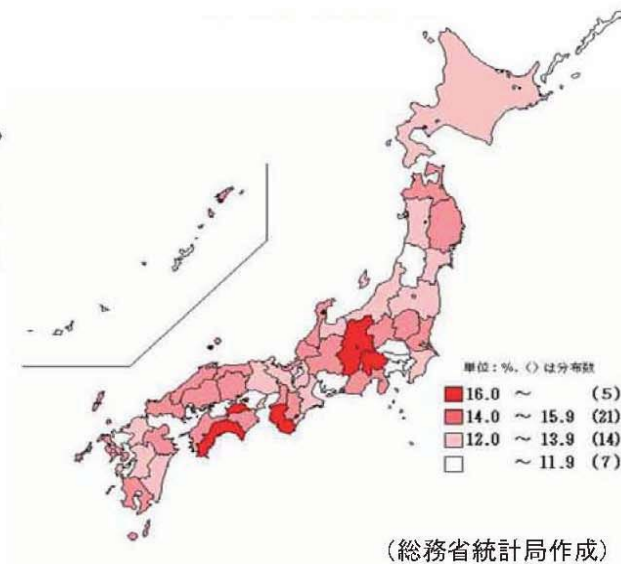 単位：%、()は分布数
16.0 ～ (5)
14.0 ～ 15.9 (21)
12.0 ～ 13.9 (14)
～ 11.9 (7)
(総務省統計局作成)